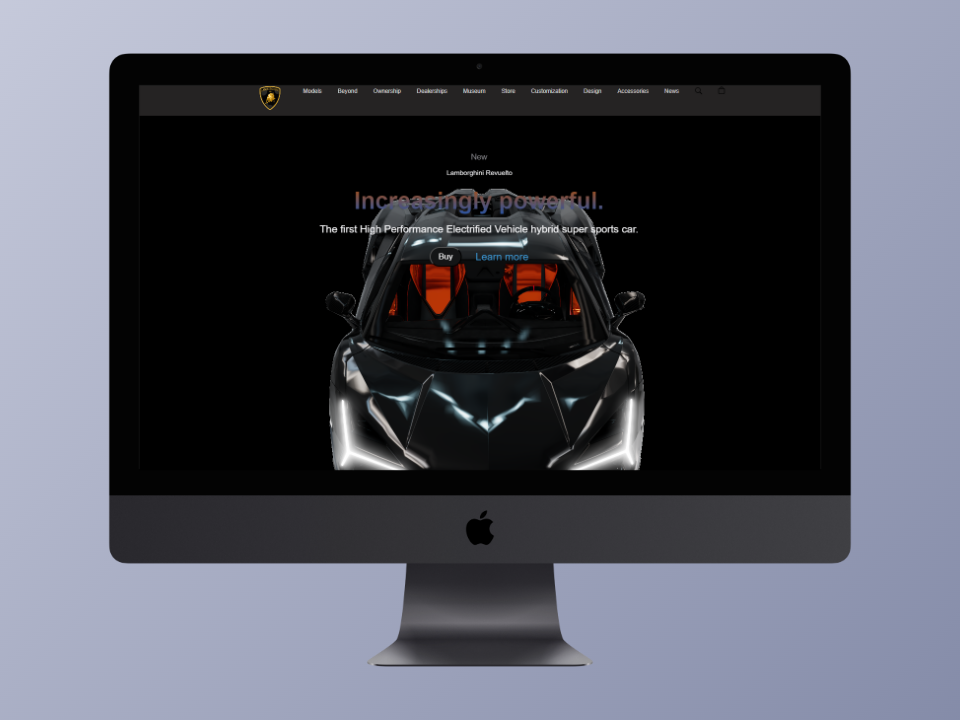 Models Beyond Ownership Dealerships Museum Store Customization Design Accessories News
New
Lamborghini Revuelto
Increasingly powerful.
The first High Performance Electrified Vehicle hybrid super sports car.
Buy Learn more